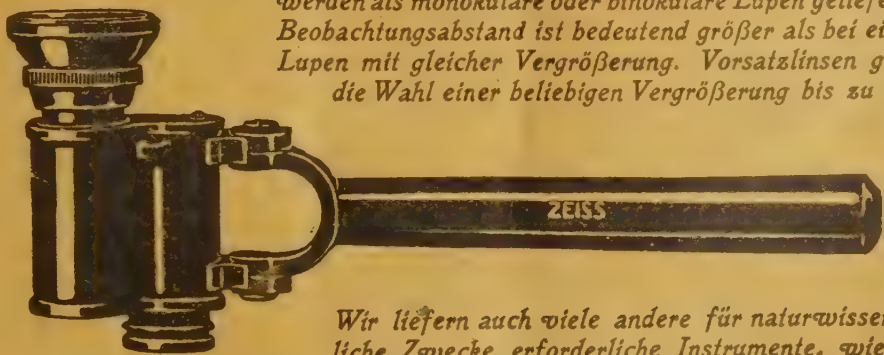 werden als monokulare oder binokulare Lupen geliefe
Beobachtungsabstand ist bedeutend größer als bei ei
Lupen mit gleicher Vergrößerung. Vorsatzlinsen g
die Wahl einer beliebigen Vergrößerung bis zu
ZEISS
Wir liefern auch viele andere für naturwissen
liche Zwecke erforderliche Instrumente, wie